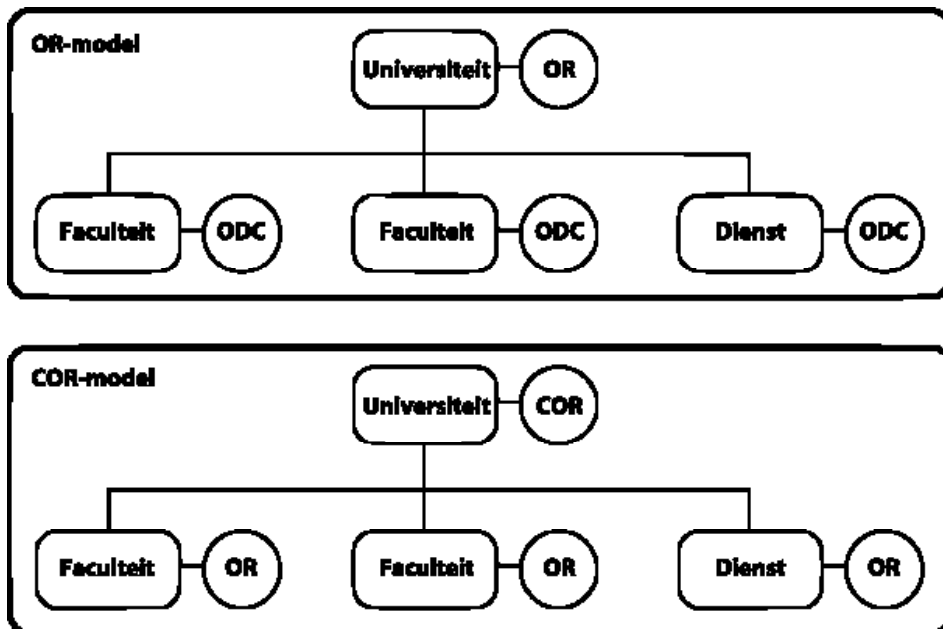 OR-model
Universiteit OR
Faculteit ODC Faculteit ODC Dienst ODC
COR-model
Universiteit COR
Faculteit OR Faculteit OR Dienst OR